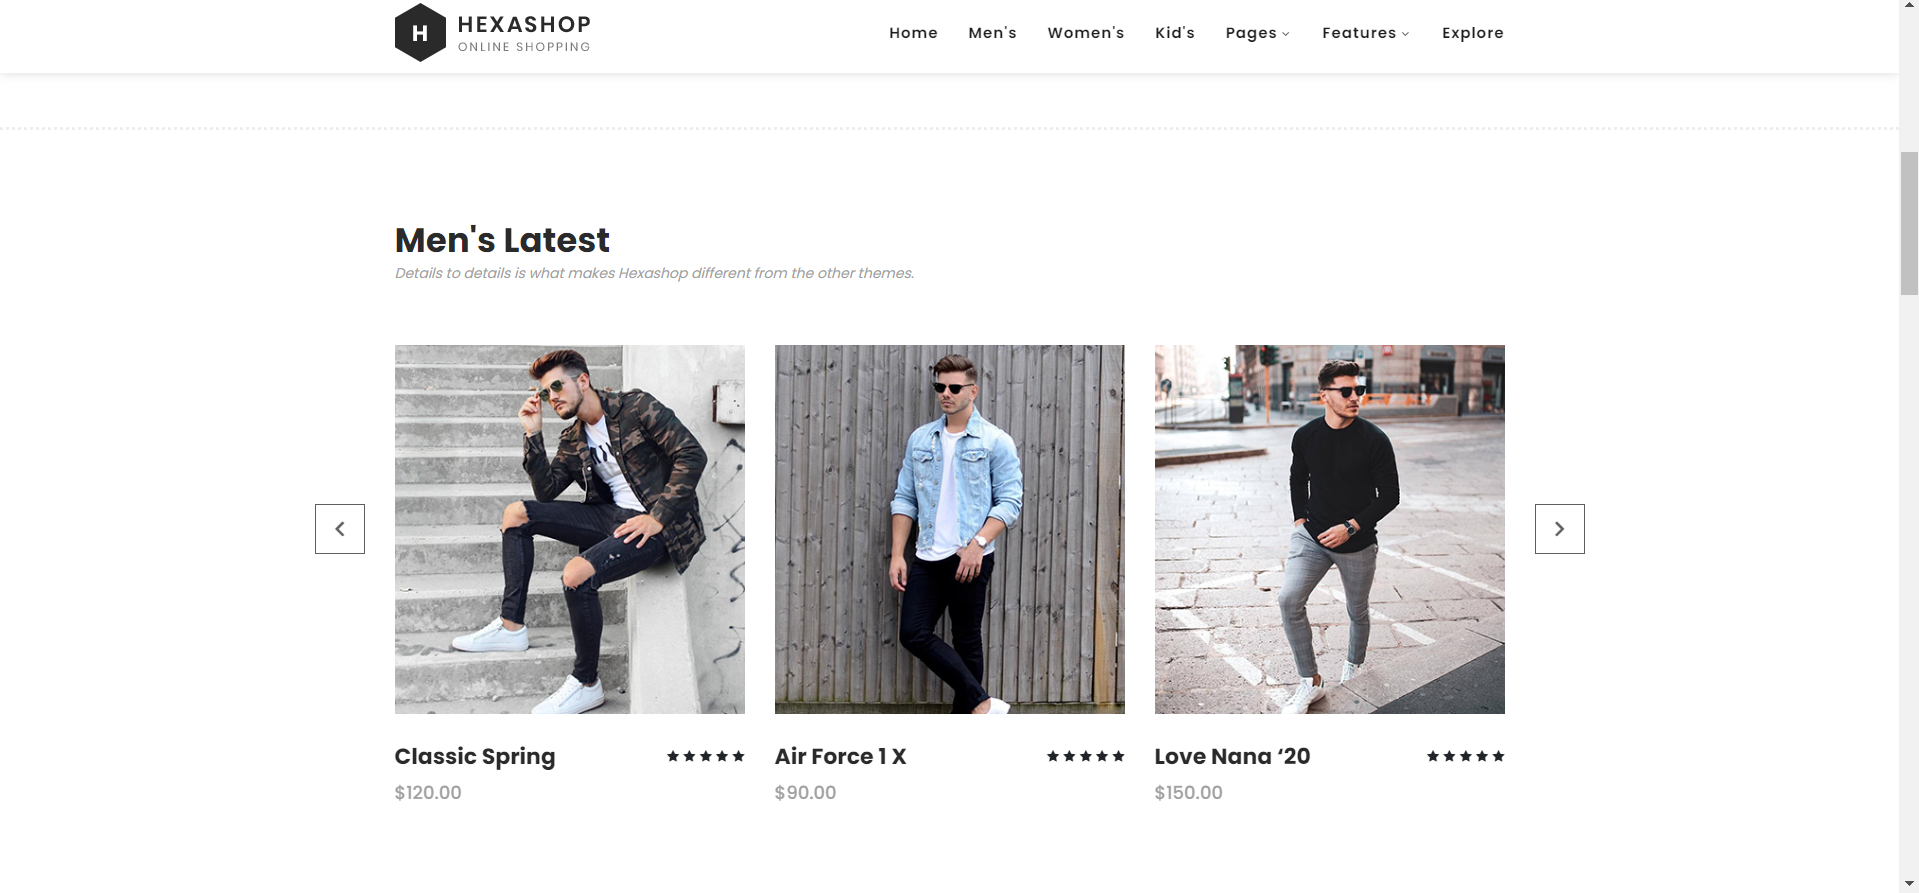 H
HEXASHOP
ONLINE SHOPPING
Home Men's Women's Kid's Pages Features Explore
Men's Latest
Details to details is what makes Hexashop different from the other themes.
Classic Spring
$120.00
Air Force 1 X
$90.00
Love Nana ‘20
$150.00